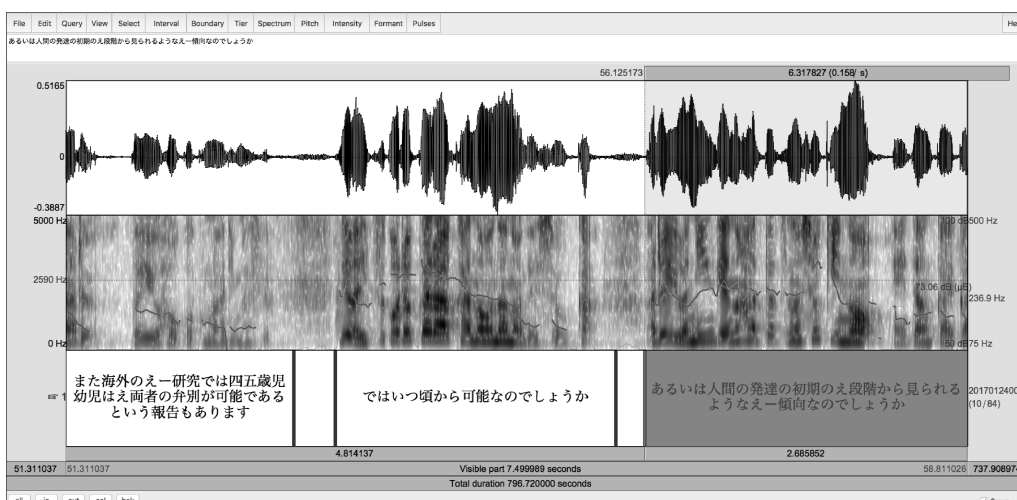 File Edit Query View Select Interval Boundary Tier Spectrum Pitch Intensity Formant Pulses
あるいは人間の発達の初期のえ段階から見られるようなえー傾向なのでしょうか
56.125173 6.317827 (0.158/ s)
0.5165
0
-0.3887
5000 Hz
500 Hz
2590 Hz
73.06 dB (µE)
236.9 Hz
0 Hz
50 dB 75 Hz
また海外のえー研究では四五歳児
幼児はえ両者の弁別が可能である
という報告もあります
ではいつ頃から可能なのでしょうか
あるいは人間の発達の初期のえ段階から見られる
ようなえー傾向なのでしょうか
1
2017012400
(10/84)
4.814137 2.685852
51.311037 51.311037 Visible part 7.499989 seconds 58.811026 737.908974
Total duration 796.720000 seconds